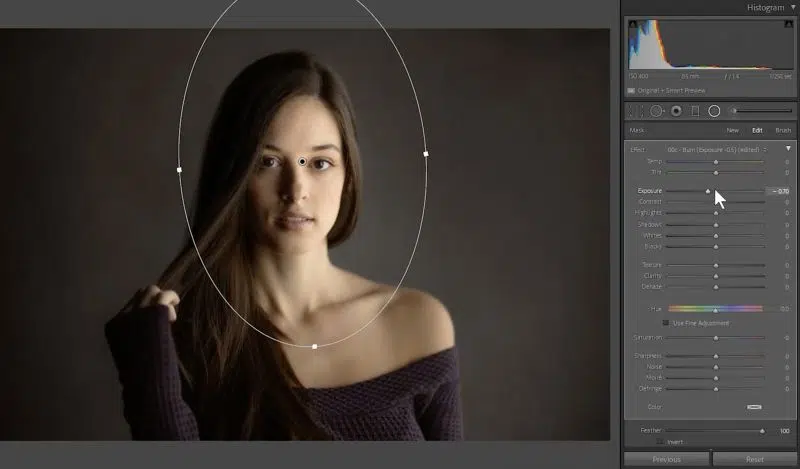 Histogram
ISO 400 85 mm ƒ / 1.4 1/250 sec
Original + Smart Preview
Mask: New Edit Brush
Effect: 00c - Burn (Exposure -0.5) (edited)
Temp 0
Tint 0
Exposure - 0.70
Contrast 0
Highlights 0
Shadows 0
Whites 0
Blacks 0
Texture 0
Clarity 0
Dehaze 0
Hue 0.0
Use Fine Adjustment
Saturation 0
Sharpness 0
Noise 0
Moiré 0
Defringe 0
Color
Feather 100
Invert
Previous Reset